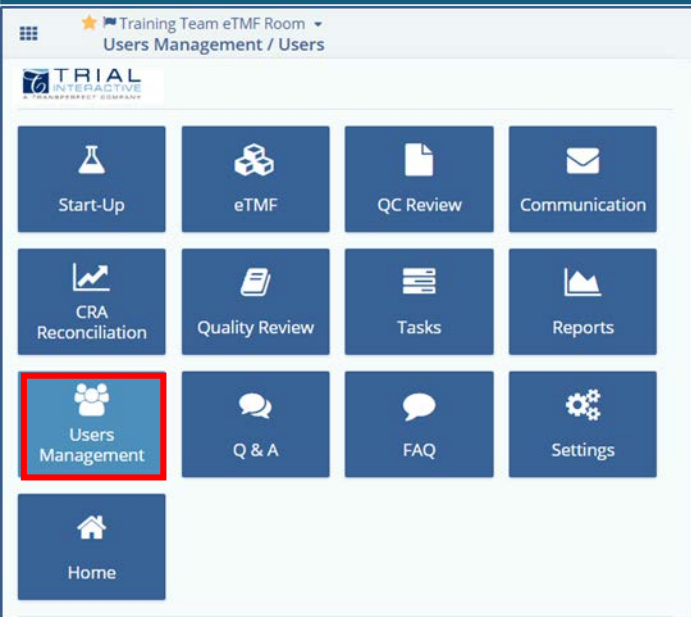 Training Team eTMF Room
Users Management / Users
TRIAL
INTERACTIVE
A TRANSPERFECT COMPANY
Start-Up
eTMF
QC Review
Communication
CRA
Reconciliation
Quality Review
Tasks
Reports
Users
Management
Q & A
FAQ
Settings
Home